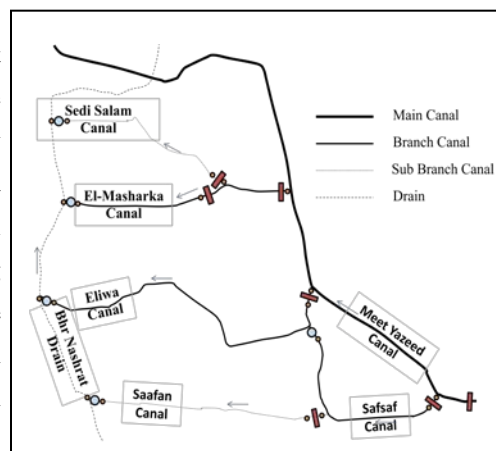 Sedi Salam
Canal
El-Masharka
Canal
Main Canal
Branch Canal
Sub Branch Canal
Drain
Eliwa
Canal
Bhr Nashrat
Drain
Meet Yazeed
Canal
Saafan
Canal
Safsaf
Canal